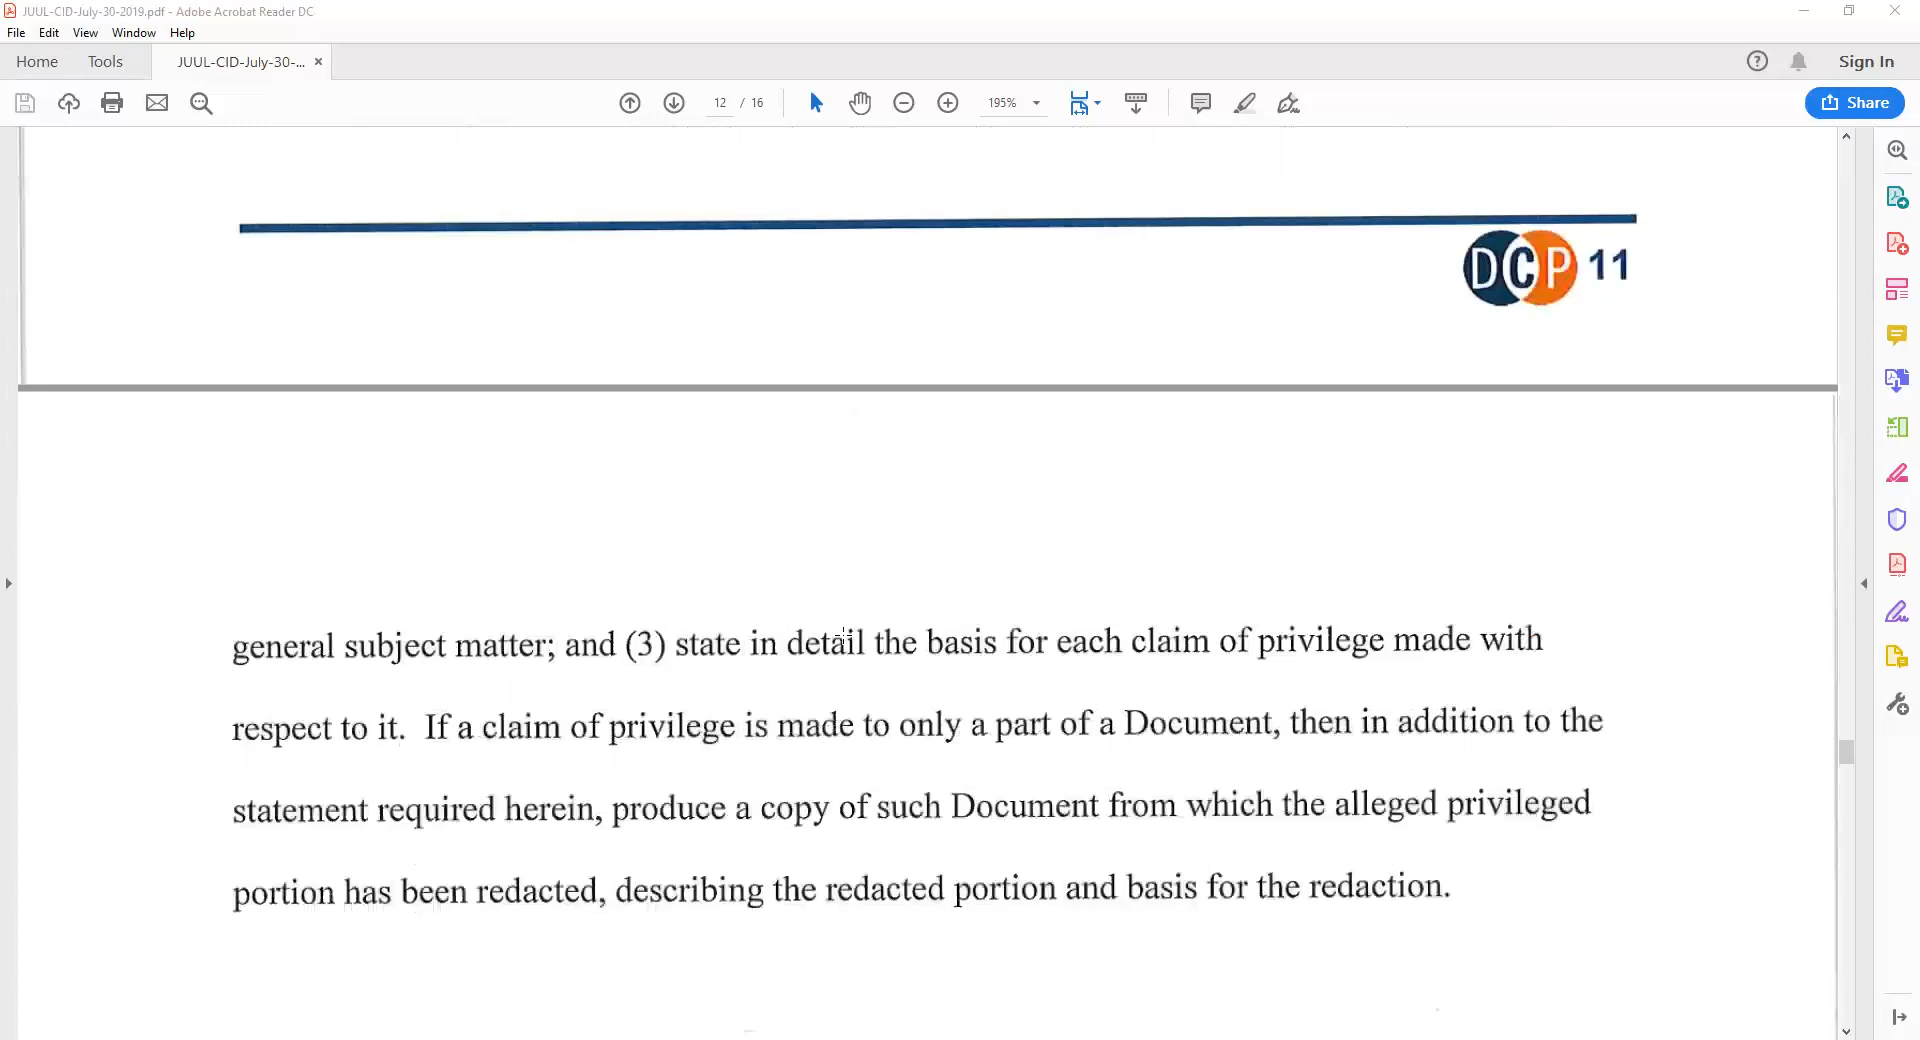 JUUL-CID-July-30-2019.pdf - Adobe Acrobat Reader DC
File Edit View Window Help
Home Tools JUUL-CID-July-30-... × Sign In
12 / 16 195% Share
DCP 11
general subject matter; and (3) state in detail the basis for each claim of privilege made with
respect to it. If a claim of privilege is made to only a part of a Document, then in addition to the
statement required herein, produce a copy of such Document from which the alleged privileged
portion has been redacted, describing the redacted portion and basis for the redaction.